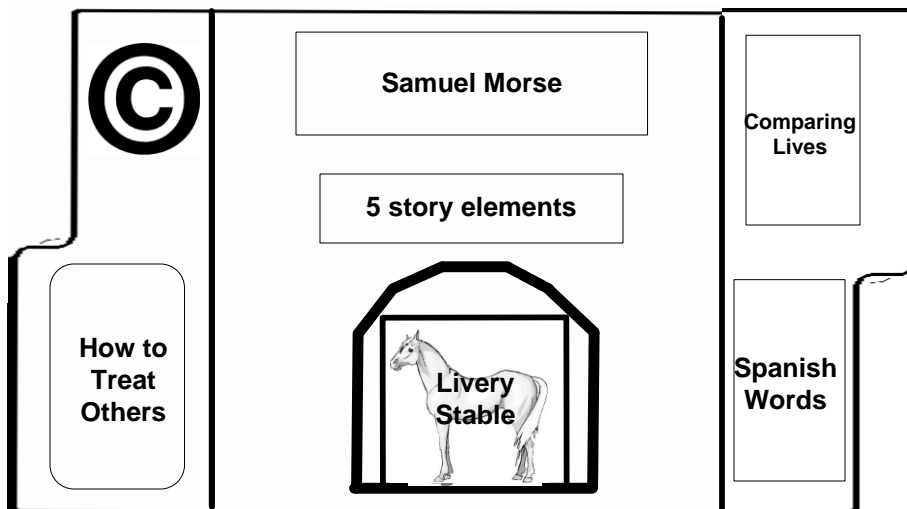 ©
Samuel Morse
Comparing
Lives
5 story elements
How to
Treat
Others
Livery
Stable
Spanish
Words